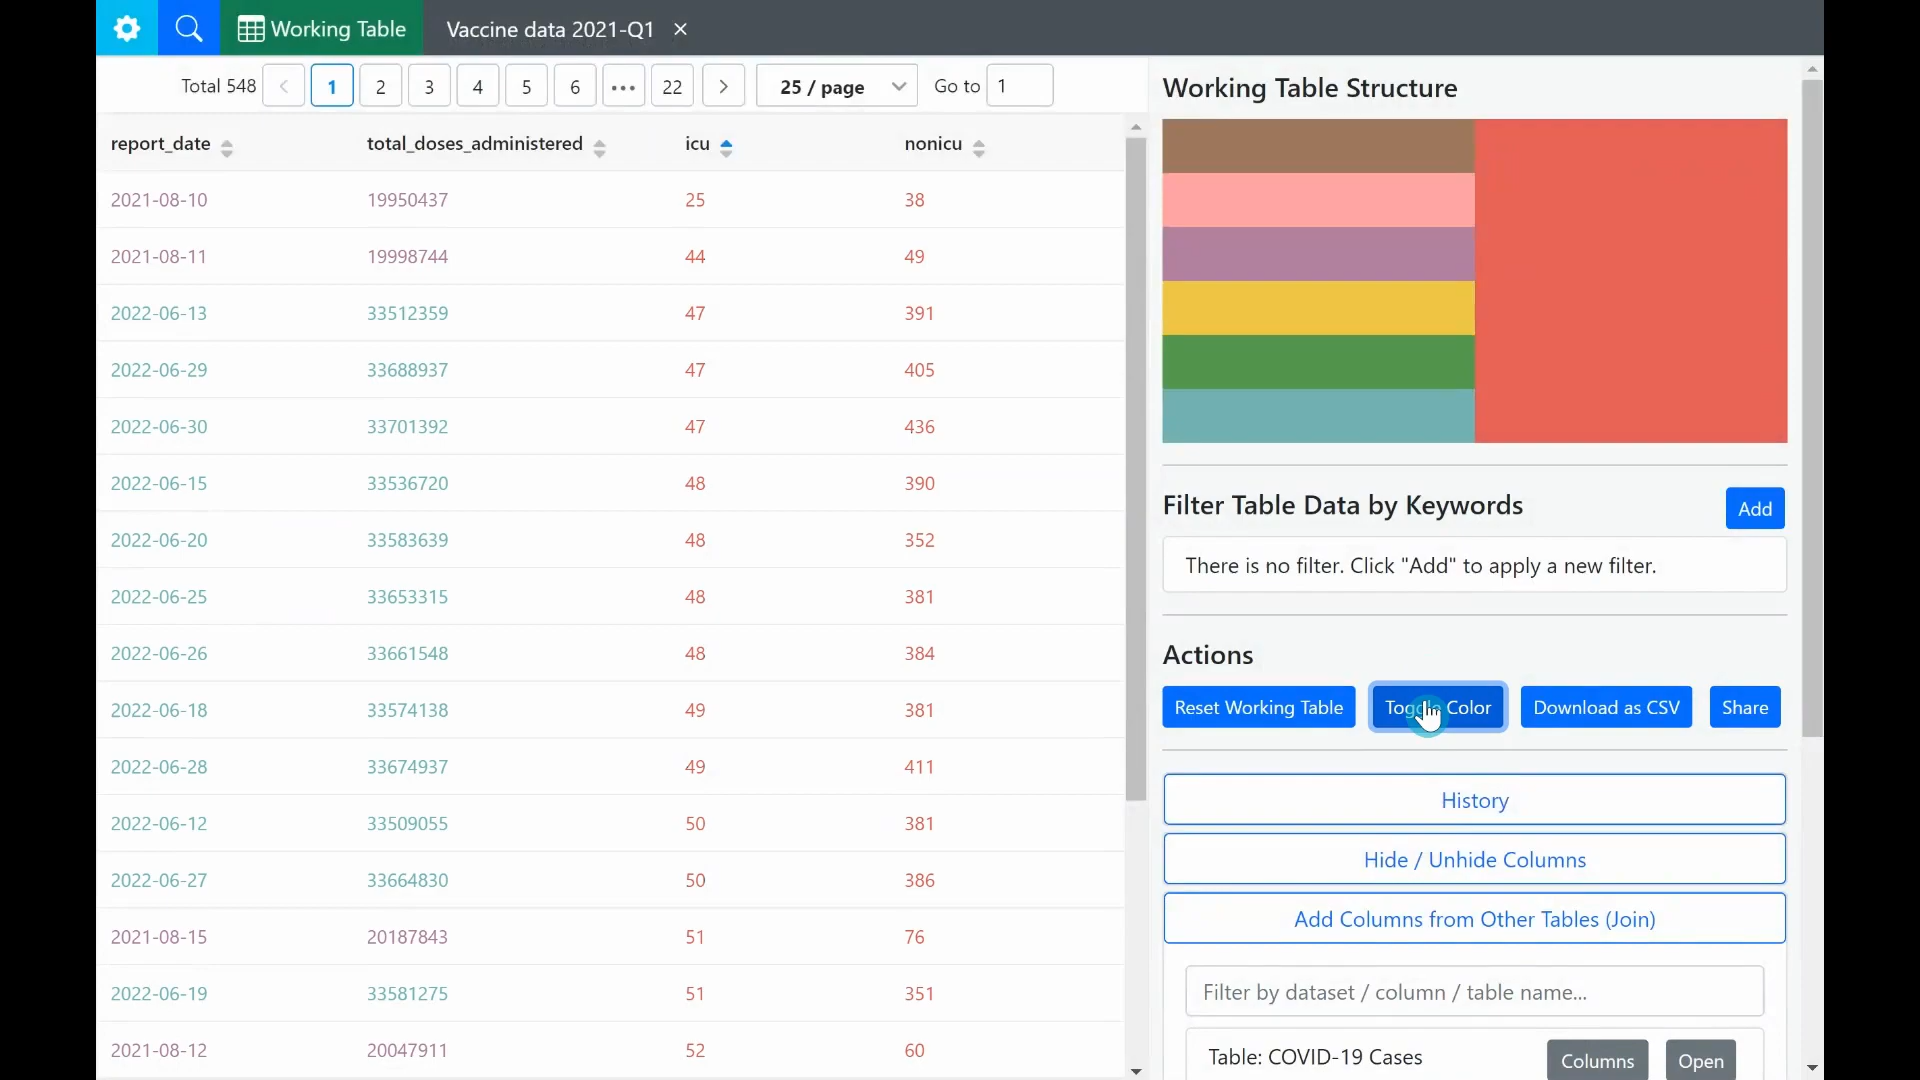 Working Table
Vaccine data 2021-Q1 ×
Total 548 < 1 2 3 4 5 6 ••• 22 > 25 / page Go to 1
report_date total_doses_administered icu nonicu
2021-08-10 19950437 25 38
2021-08-11 19998744 44 49
2022-06-13 33512359 47 391
2022-06-29 33688937 47 405
2022-06-30 33701392 47 436
2022-06-15 33536720 48 390
2022-06-20 33583639 48 352
2022-06-25 33653315 48 381
2022-06-26 33661548 48 384
2022-06-18 33574138 49 381
2022-06-28 33674937 49 411
2022-06-12 33509055 50 381
2022-06-27 33664830 50 386
2021-08-15 20187843 51 76
2022-06-19 33581275 51 351
2021-08-12 20047911 52 60
Working Table Structure
Filter Table Data by Keywords
Add
There is no filter. Click "Add" to apply a new filter.
Actions
Reset Working Table Toggle Color Download as CSV Share
History
Hide / Unhide Columns
Add Columns from Other Tables (Join)
Filter by dataset / column / table name...
Table: COVID-19 Cases Columns Open